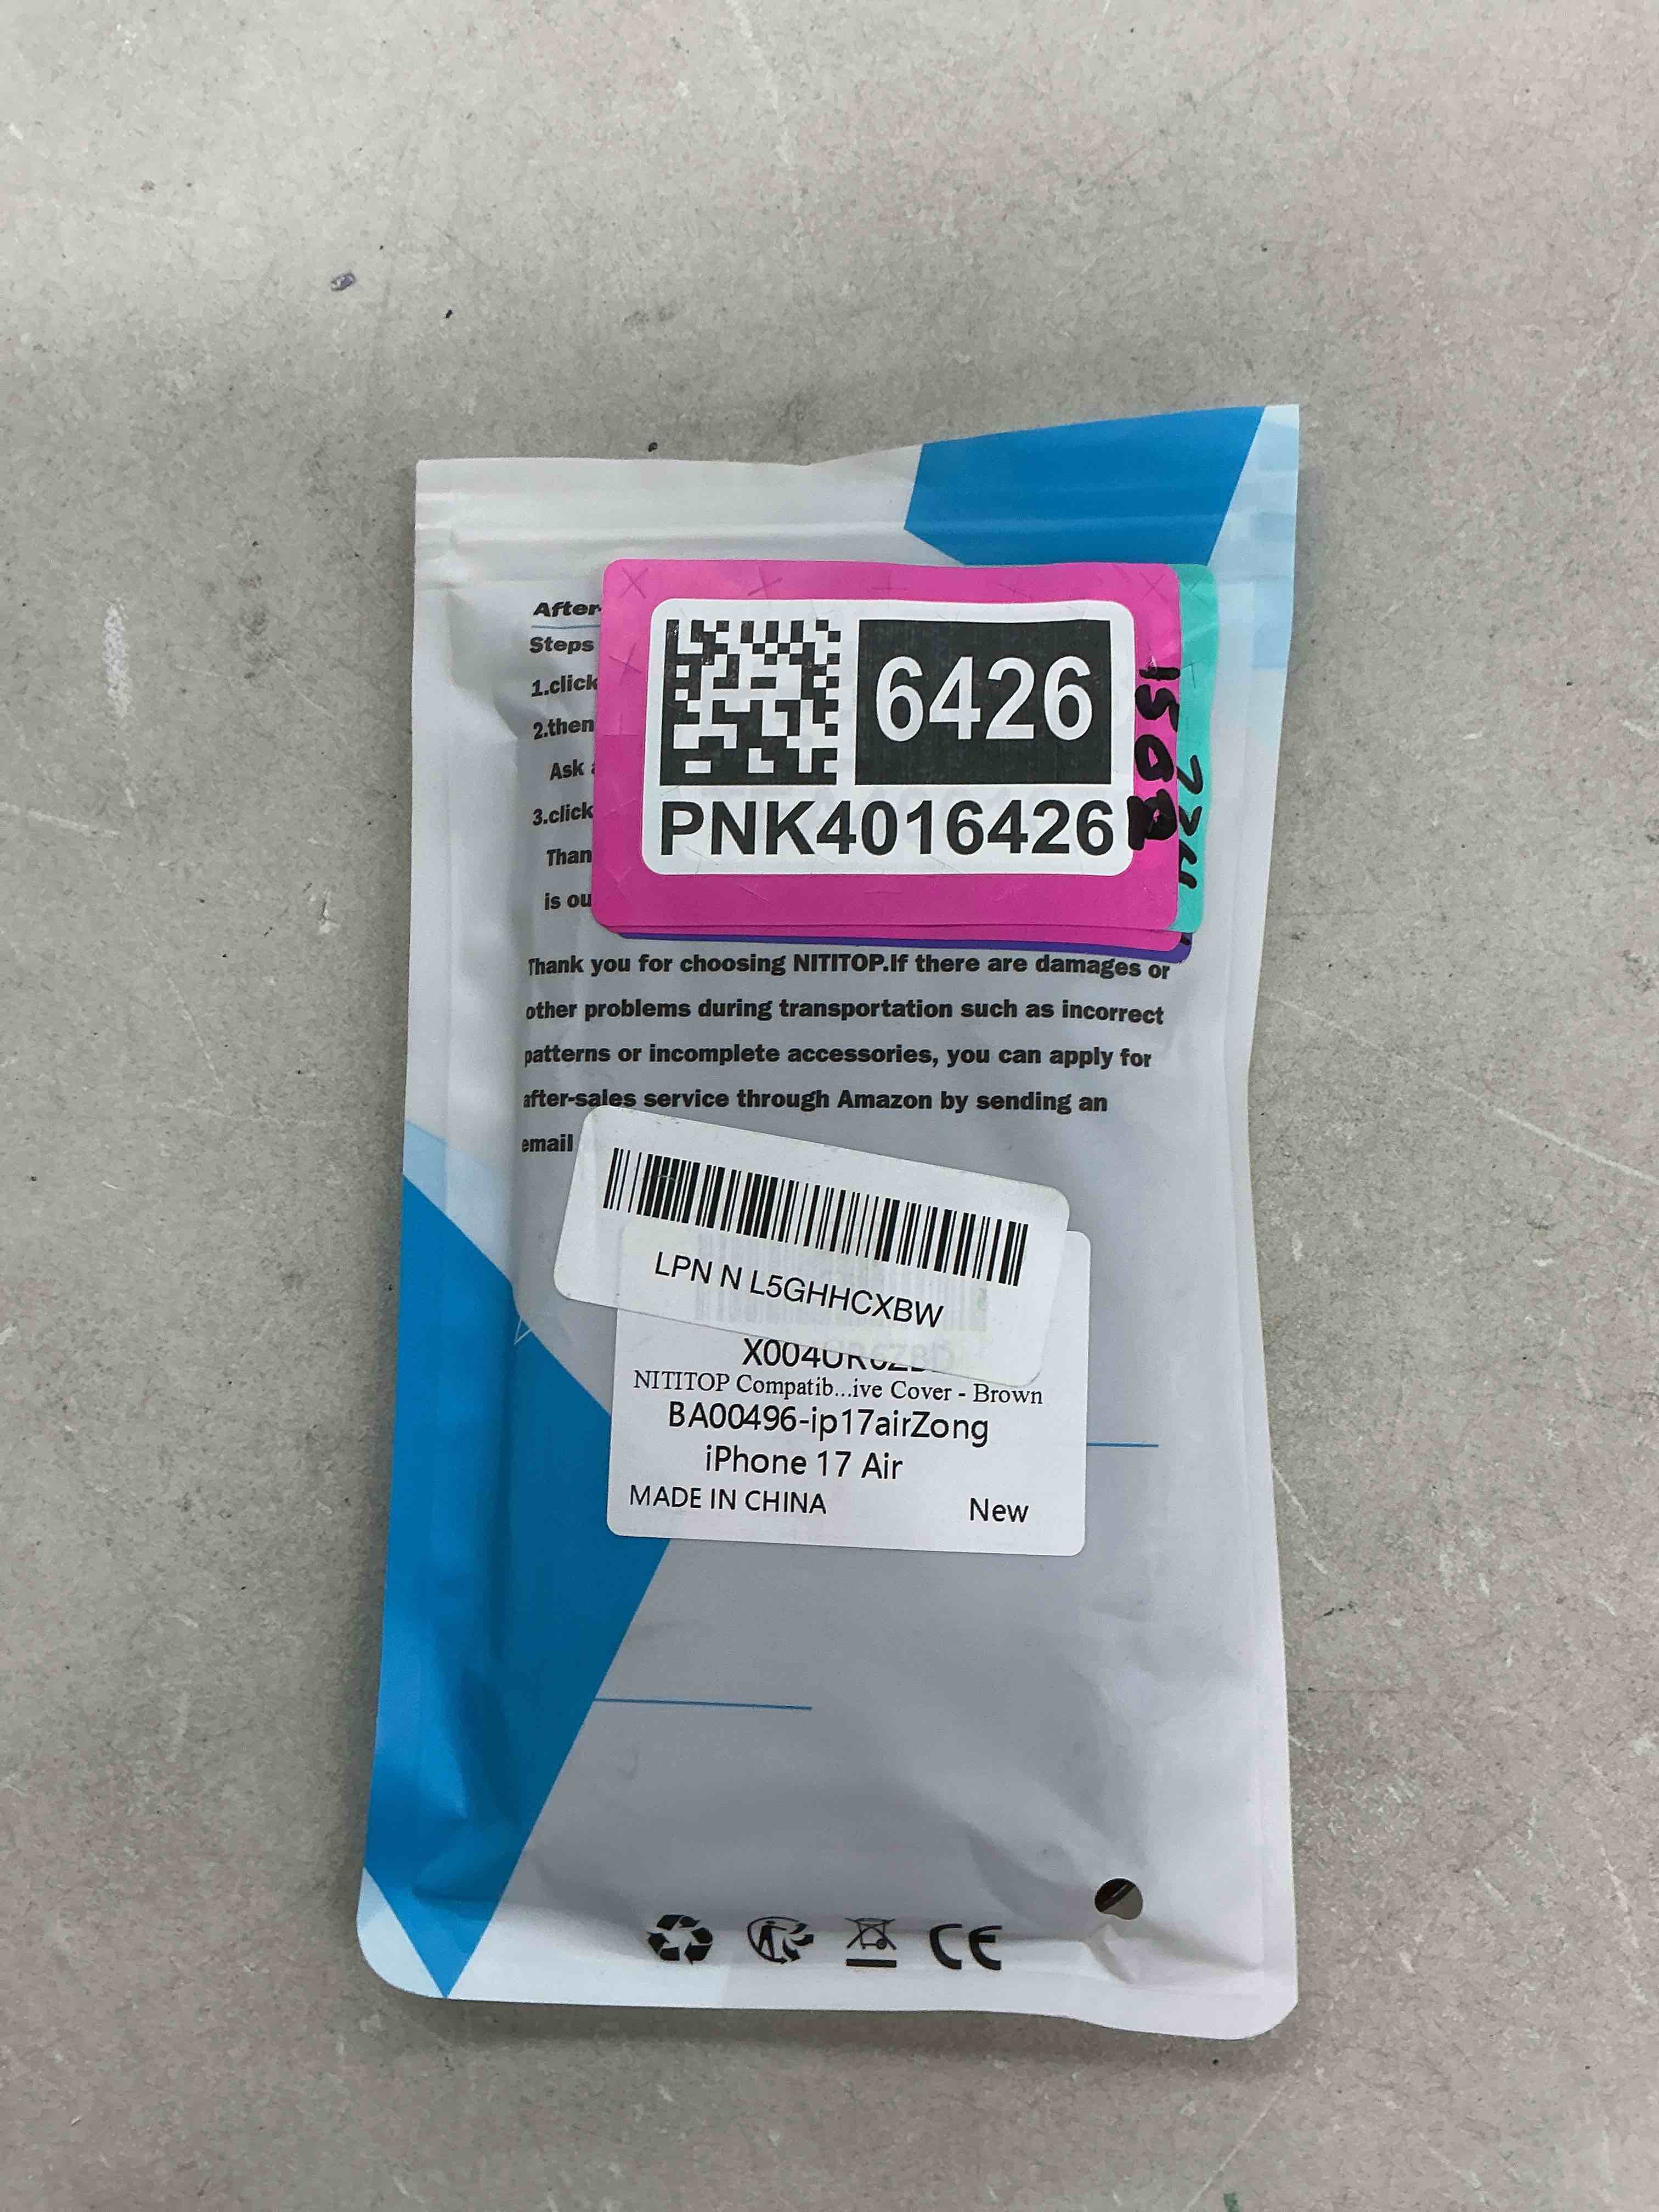 After-
Steps
1.click
2.then
Ask
3.click
Than
is ou
6426
PNK4016426
1502
Thank you for choosing NITITOP.If there are damages or
other problems during transportation such as incorrect
patterns or incomplete accessories, you can apply for
after-sales service through Amazon by sending an
email
LPN N L5GHHCXBW
NITITOP Compatib...ive Cover - Brown
BA00496-ip17airZong
iPhone 17 Air
MADE IN CHINA New
CE